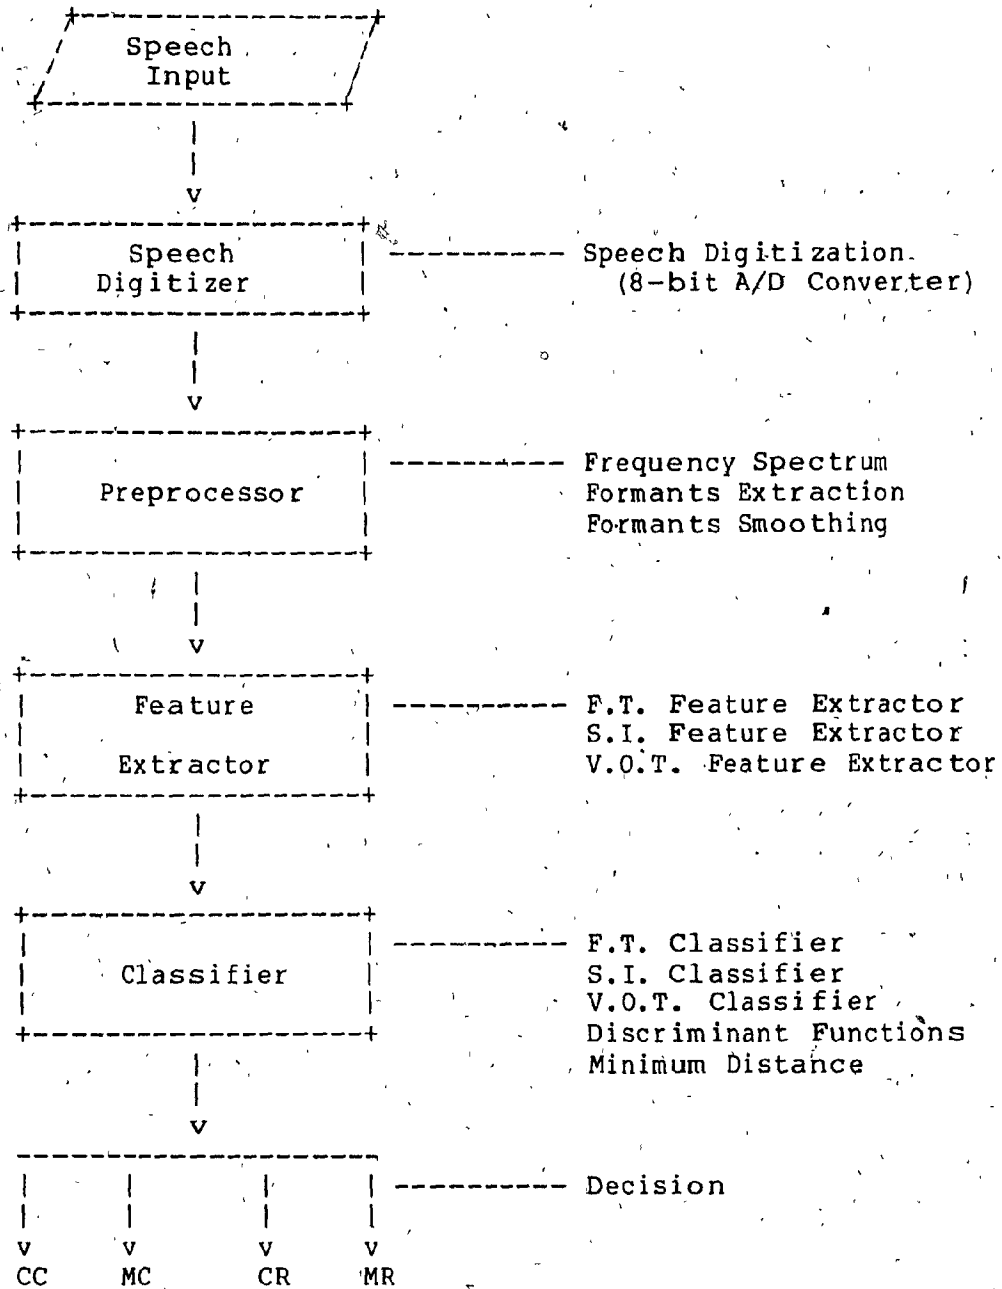 Speech
Input
Speech
Digitizer
Speech Digitization
(8-bit A/D Converter)
Preprocessor
Frequency Spectrum
Formants Extraction
Formants Smoothing
Feature
Extractor
F.T. Feature Extractor
S.I. Feature Extractor
V.O.T. Feature Extractor
Classifier
F.T. Classifier
S.I. Classifier
V.O.T. Classifier
Discriminant Functions
Minimum Distance
Decision
CC MC CR MR